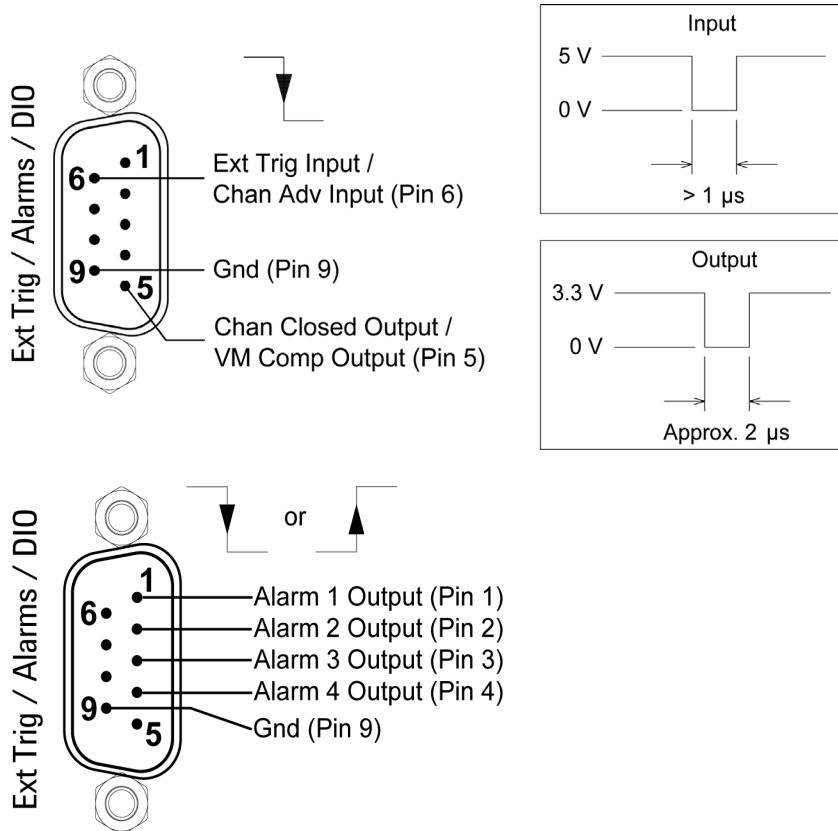 Ext Trig / Alarms / DIO
1
6
9
5
Ext Trig Input /
Chan Adv Input (Pin 6)
Gnd (Pin 9)
Chan Closed Output /
VM Comp Output (Pin 5)
Input
5 V
0 V
> 1 µs
Output
3.3 V
0 V
Approx. 2 µs
Ext Trig / Alarms / DIO
or
1
6
9
5
Alarm 1 Output (Pin 1)
Alarm 2 Output (Pin 2)
Alarm 3 Output (Pin 3)
Alarm 4 Output (Pin 4)
Gnd (Pin 9)